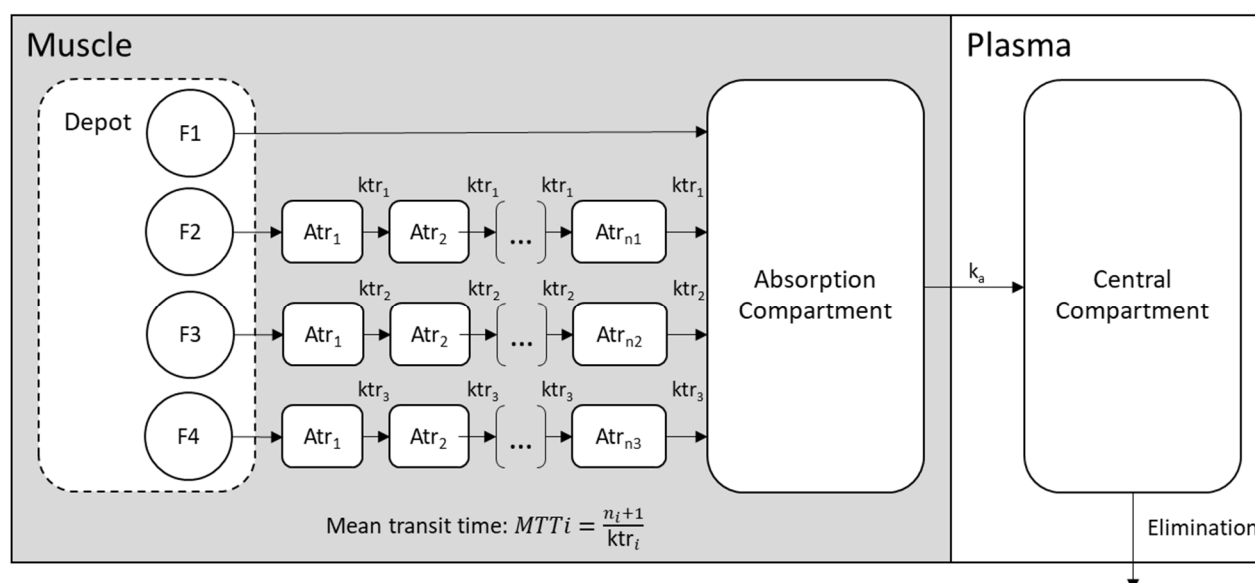 Muscle
Plasma
Depot
F1
F2
Atr₁
ktr₁
Atr₂
ktr₁
...
ktr₁
Atrₙ₁
ktr₁
F3
Atr₁
ktr₂
Atr₂
ktr₂
...
ktr₂
Atrₙ₂
ktr₂
F4
Atr₁
ktr₃
Atr₂
ktr₃
...
ktr₃
Atrₙ₃
ktr₃
Absorption
Compartment
kₐ
Central
Compartment
Mean transit time: MTTi = (nᵢ+1)/ktrᵢ
Elimination